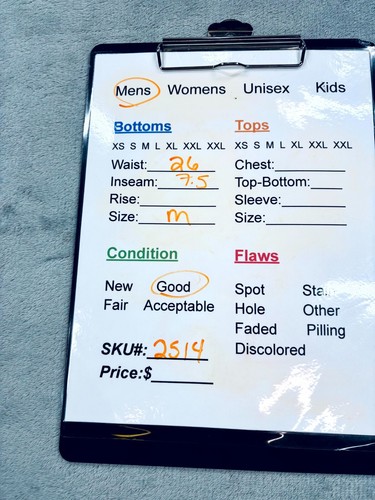 Mens Womens Unisex Kids
Bottoms
XS S M L XL XXL XXL
Waist: 26
Inseam: 7.5
Rise:
Size: m
Tops
XS S M L XL XXL XXL
Chest:
Top-Bottom:
Sleeve:
Size:
Condition
New Good
Fair Acceptable
Flaws
Spot
Hole Other
Faded Pilling
Discolored
SKU#: 2514
Price:$